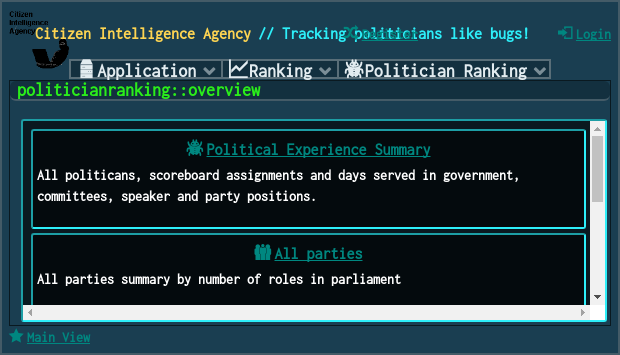 Citizen
Intelligence
Agency
Citizen Intelligence Agency // Tracking politicians like bugs!
Register
Login
Application
Ranking
Politician Ranking
politicianranking::overview
Political Experience Summary
All politicans, scoreboard assignments and days served in government,
committees, speaker and party positions.
All parties
All parties summary by number of roles in parliament
Main View